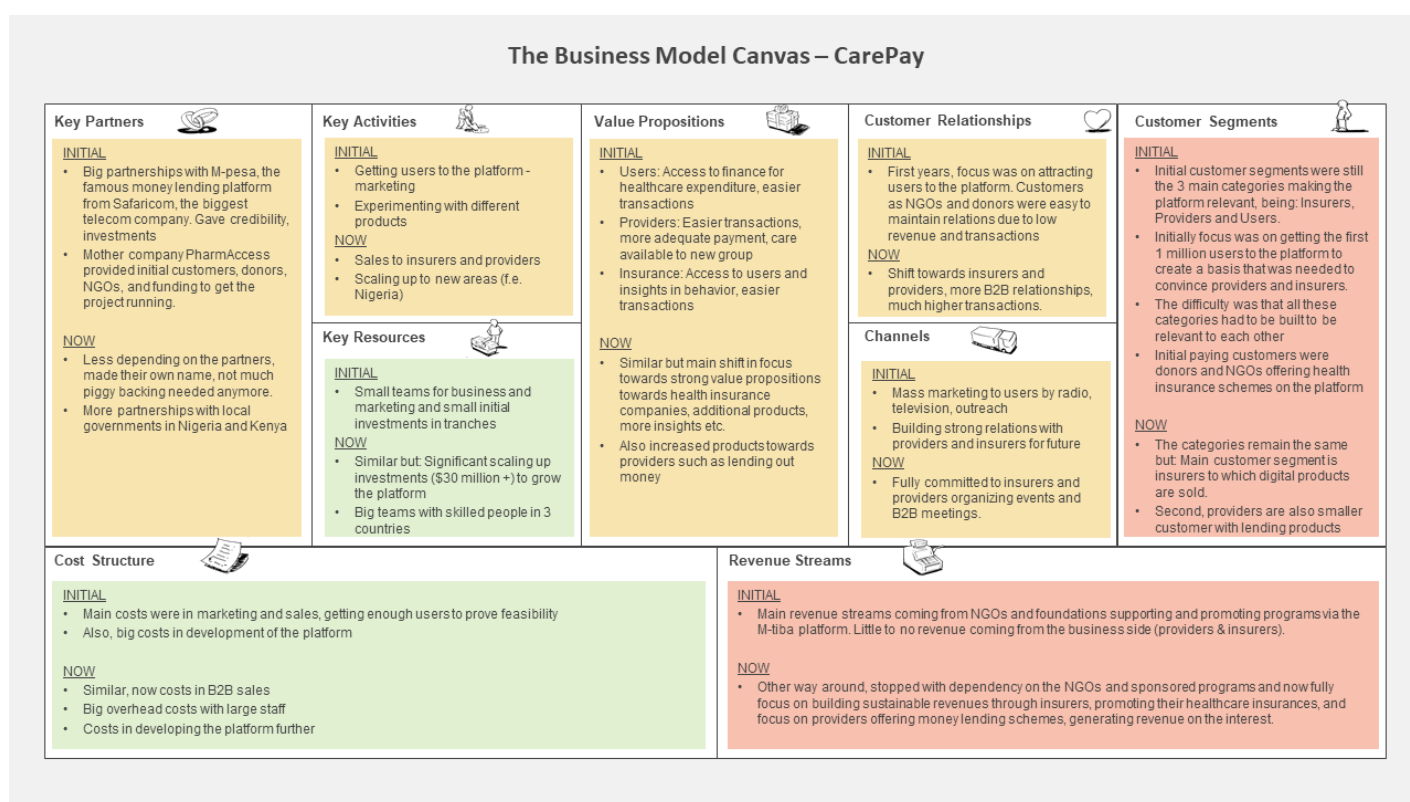 The Business Model Canvas – CarePay
Key Partners
INITIAL
• Big partnerships with M-pesa, the
famous money lending platform
from Safaricom, the biggest
telecom company. Gave credibility,
investments
• Mother company PharmAccess
provided initial customers, donors,
NGOs, and funding to get the
project running.
NOW
• Less depending on the partners,
made their own name, not much
piggy backing needed anymore.
• More partnerships with local
governments in Nigeria and Kenya
Key Activities
INITIAL
• Getting users to the platform -
marketing
• Experimenting with different
products
NOW
• Sales to insurers and providers
• Scaling up to new areas (f.e.
Nigeria)
Key Resources
INITIAL
• Small teams for business and
marketing and small initial
investments in tranches
NOW
• Similar but: Significant scaling up
investments ($30 million +) to grow
the platform
• Big teams with skilled people in 3
countries
Value Propositions
INITIAL
• Users: Access to finance for
healthcare expenditure, easier
transactions
• Providers: Easier transactions,
more adequate payment, care
available to new group
• Insurance: Access to users and
insights in behavior, easier
transactions
NOW
• Similar but main shift in focus
towards strong value propositions
towards health insurance
companies, additional products,
more insights etc.
• Also increased products towards
providers such as lending out
money
Customer Relationships
INITIAL
• First years, focus was on attracting
users to the platform. Customers
as NGOs and donors were easy to
maintain relations due to low
revenue and transactions
NOW
• Shift towards insurers and
providers, more B2B relationships,
much higher transactions.
Channels
INITIAL
• Mass marketing to users by radio,
television, outreach
• Building strong relations with
providers and insurers for future
NOW
• Fully committed to insurers and
providers organizing events and
B2B meetings.
Customer Segments
INITIAL
• Initial customer segments were still
the 3 main categories making the
platform relevant, being: Insurers,
Providers and Users.
• Initially focus was on getting the first
1 million users to the platform to
create a basis that was needed to
convince providers and insurers.
• The difficulty was that all these
categories had to be built to be
relevant to each other
• Initial paying customers were
donors and NGOs offering health
insurance schemes on the platform
NOW
• The categories remain the same
but: Main customer segment is
insurers to which digital products
are sold.
• Second, providers are also smaller
customer with lending products
Cost Structure
INITIAL
• Main costs were in marketing and sales, getting enough users to prove feasibility
• Also, big costs in development of the platform
NOW
• Similar, now costs in B2B sales
• Big overhead costs with large staff
• Costs in developing the platform further
Revenue Streams
INITIAL
• Main revenue streams coming from NGOs and foundations supporting and promoting programs via the
M-tiba platform. Little to no revenue coming from the business side (providers & insurers).
NOW
• Other way around, stopped with dependency on the NGOs and sponsored programs and now fully
focus on building sustainable revenues through insurers, promoting their healthcare insurances, and
focus on providers offering money lending schemes, generating revenue on the interest.